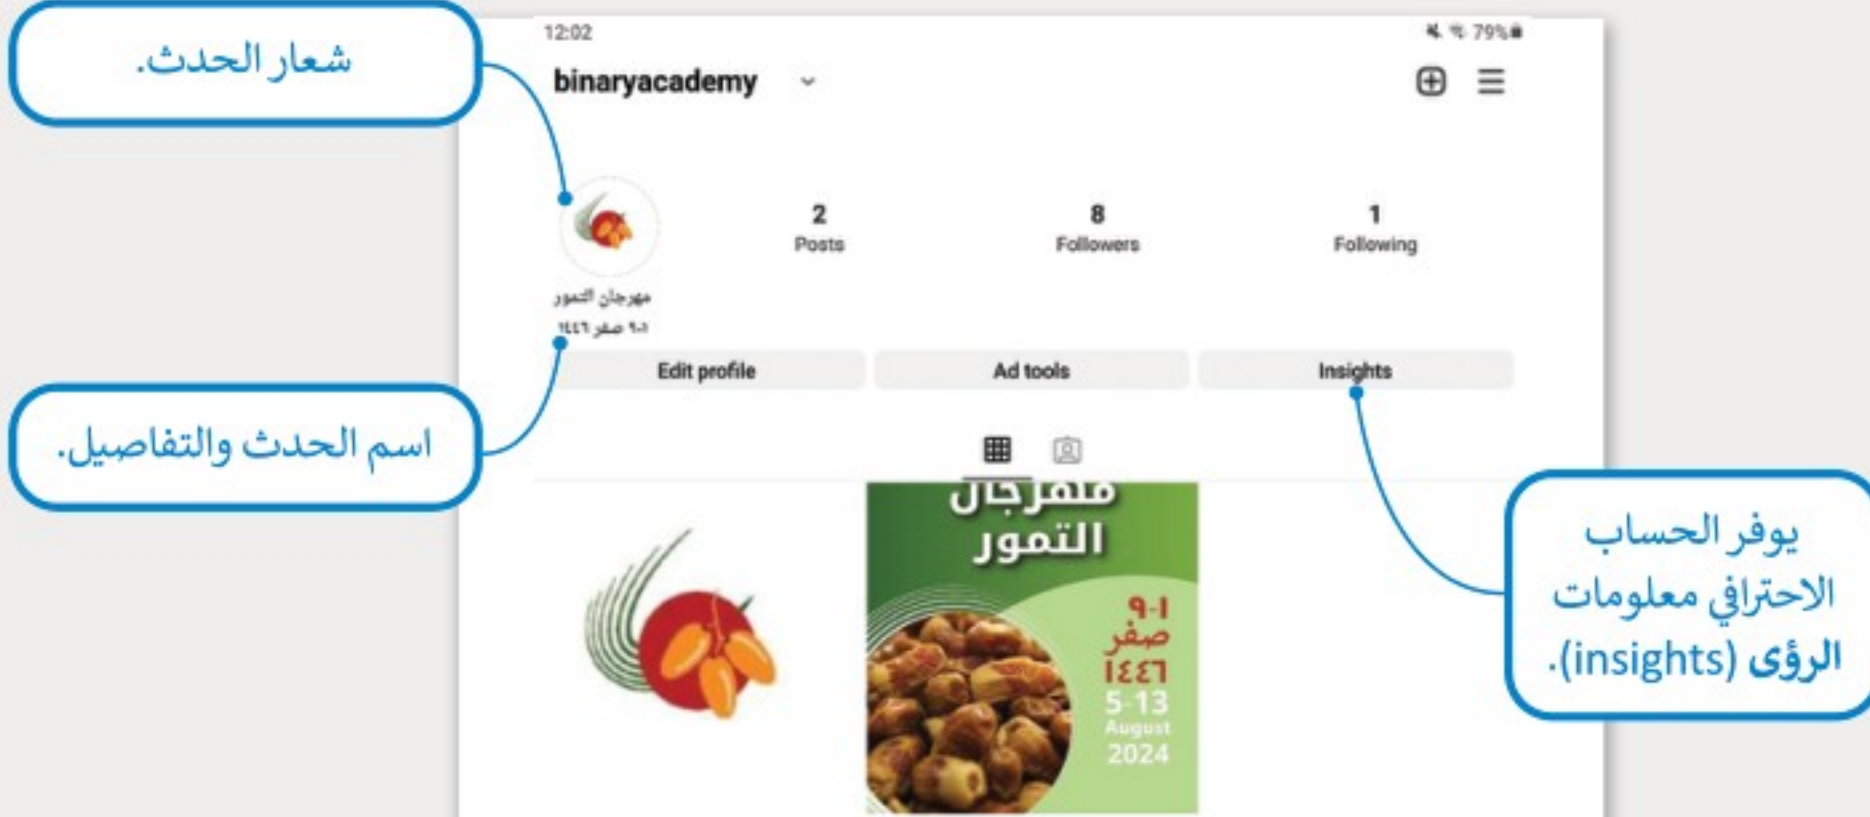 شعار الحدث.
12:02
79%
binaryacademy
2
Posts
8
Followers
1
Following
مهرجان التمور
١-٩ صفر ١٤٤٦
Edit profile
Ad tools
Insights
اسم الحدث والتفاصيل.
مهرجان
التمور
١-٩
صفر
١٤٤٦
5-13
August
2024
يوفر الحساب
الاحترافي معلومات
الرؤى (insights).